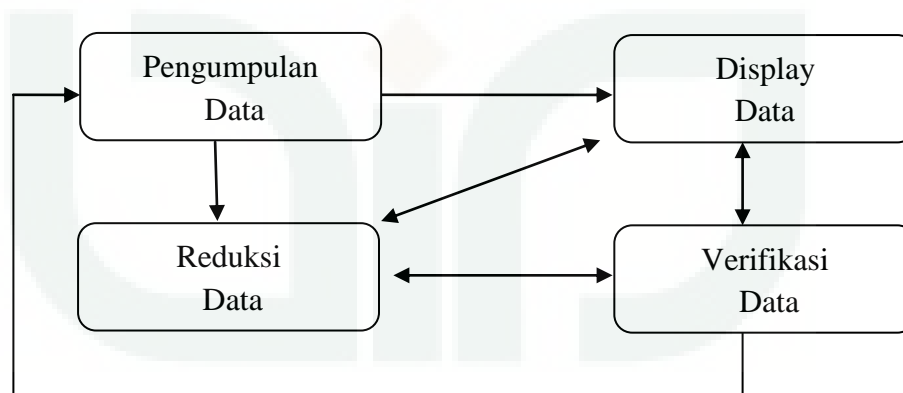 Pengumpulan
Data
Display
Data
Reduksi
Data
Verifikasi
Data